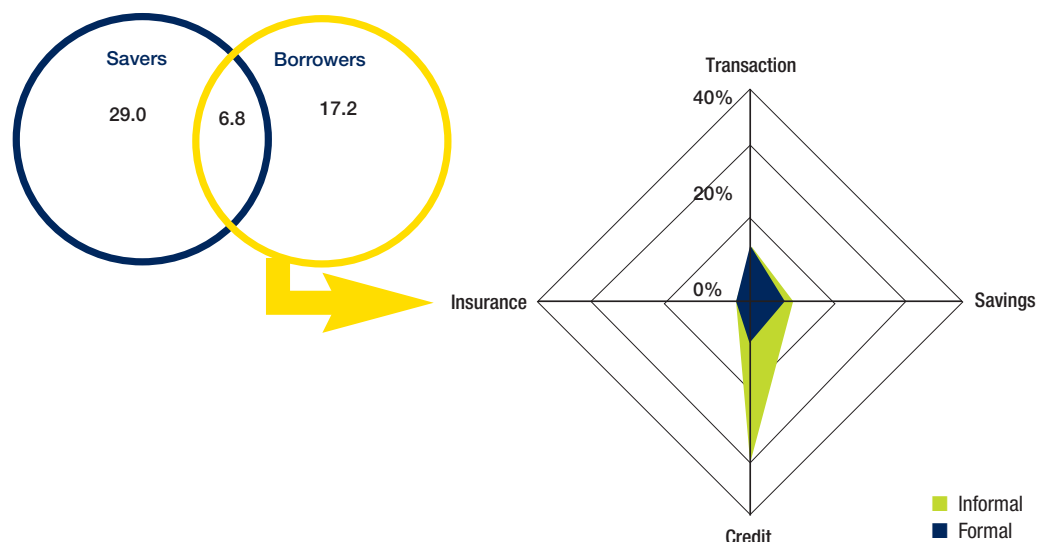 Savers
Borrowers
29.0
6.8
17.2
Transaction
40%
20%
0%
Insurance
Savings
Credit
Informal
Formal